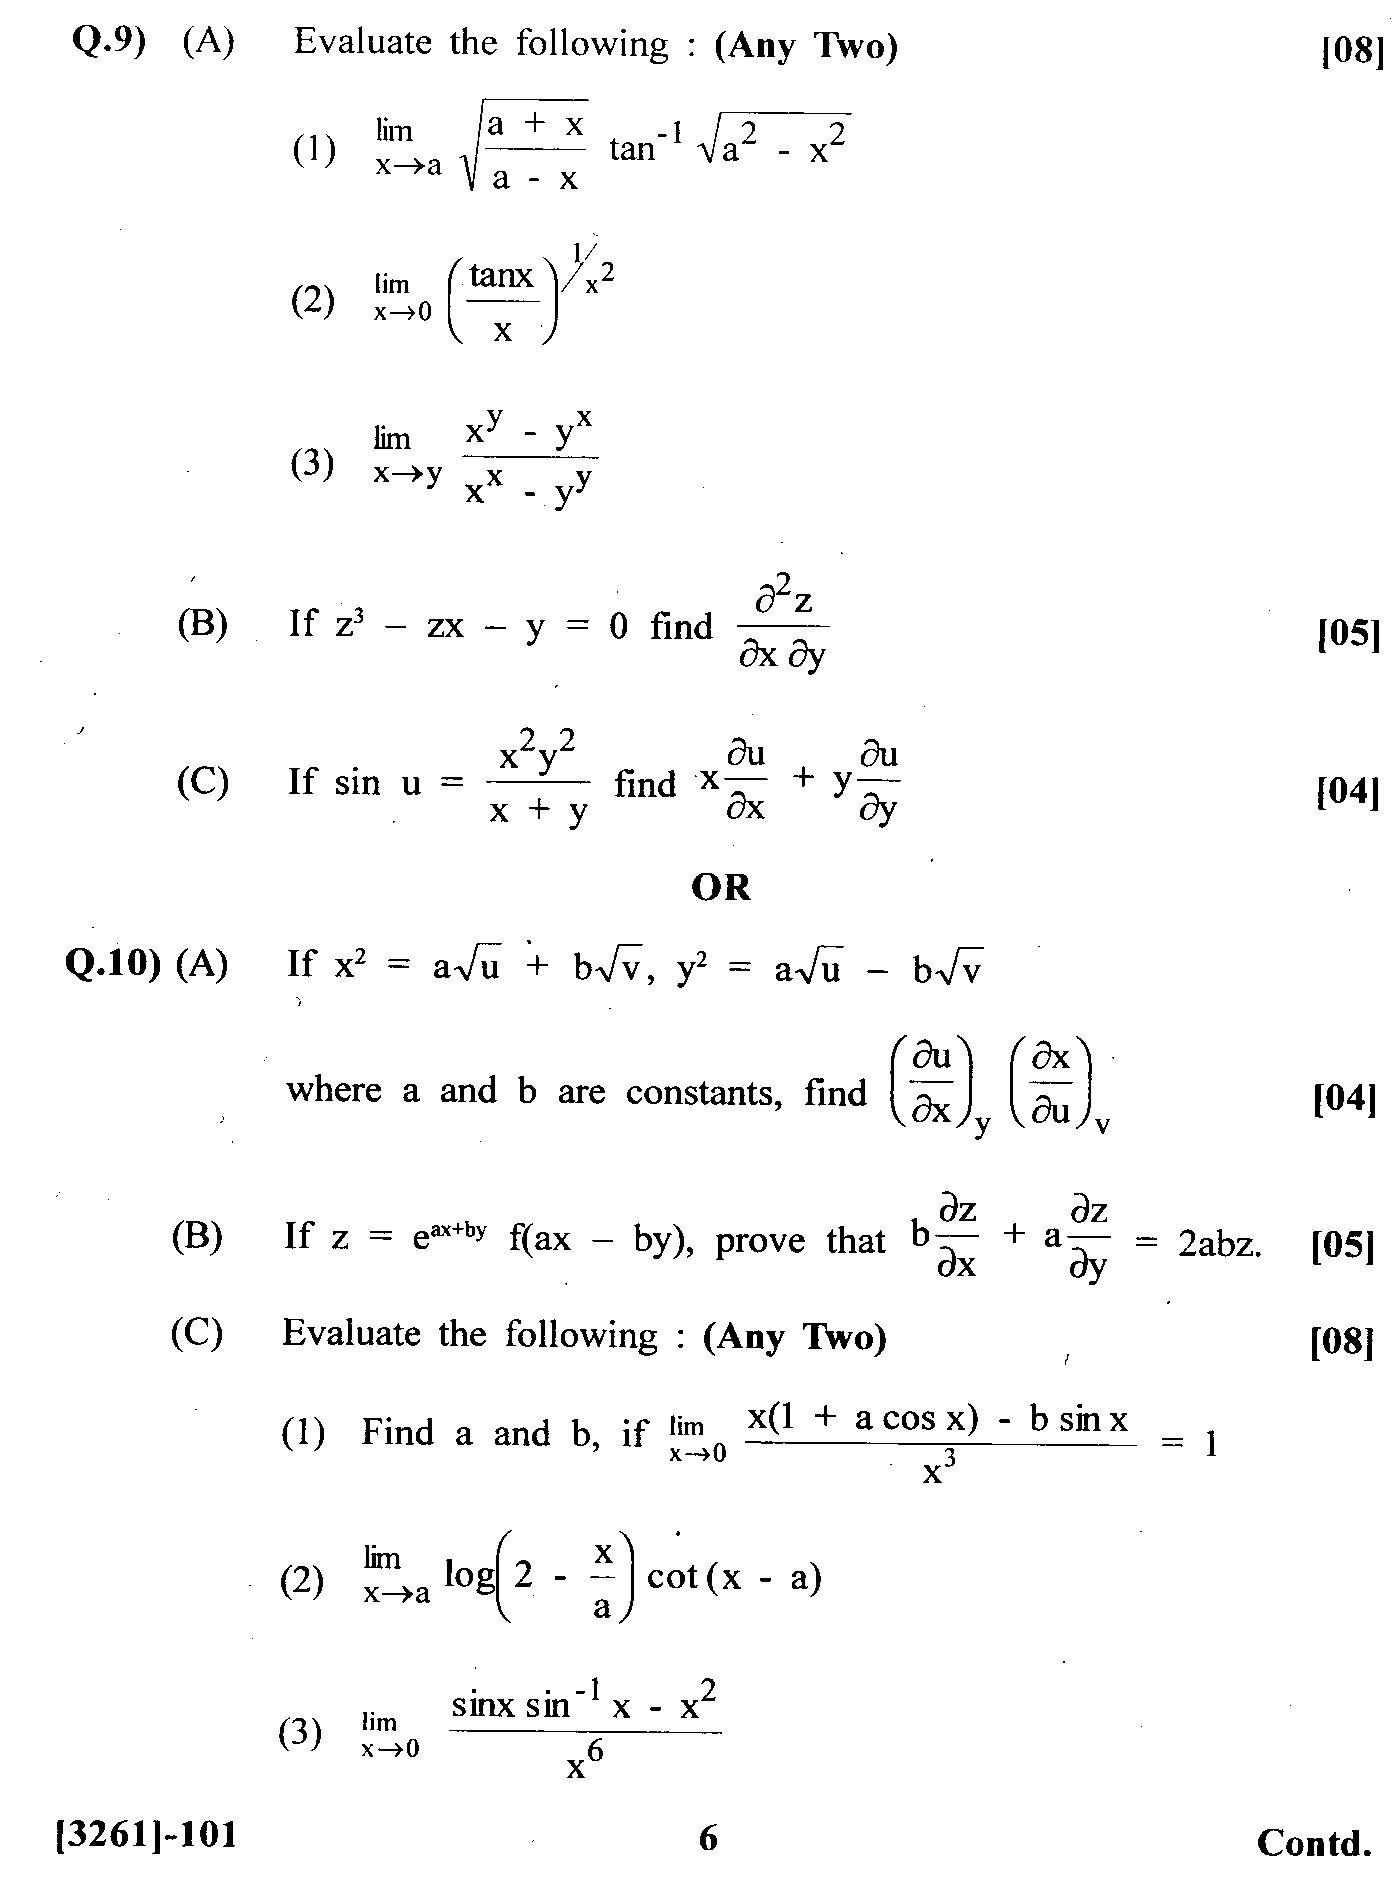 Q.9) (A) Evaluate the following : (Any Two) [08]
(1) lim x→a √((a + x)/(a - x)) tan⁻¹ √(a² - x²)
(2) lim x→0 (tanx/x)^(1/x²)
(3) lim x→y (x^y - y^x)/(x^x - y^y)
(B) If z³ – zx – y = 0 find ∂²z/∂x ∂y [05]
(C) If sin u = x²y²/(x + y) find x ∂u/∂x + y ∂u/∂y [04]
OR
Q.10) (A) If x² = a√u + b√v, y² = a√u – b√v
where a and b are constants, find (∂u/∂x)_y (∂x/∂u)_v [04]
(B) If z = e^(ax+by) f(ax – by), prove that b ∂z/∂x + a ∂z/∂y = 2abz. [05]
(C) Evaluate the following : (Any Two) [08]
(1) Find a and b, if lim x→0 (x(1 + a cos x) - b sin x)/x³ = 1
(2) lim x→a log(2 - x/a) cot (x - a)
(3) lim x→0 (sinx sin⁻¹ x - x²)/x⁶
[3261]-101 6 Contd.